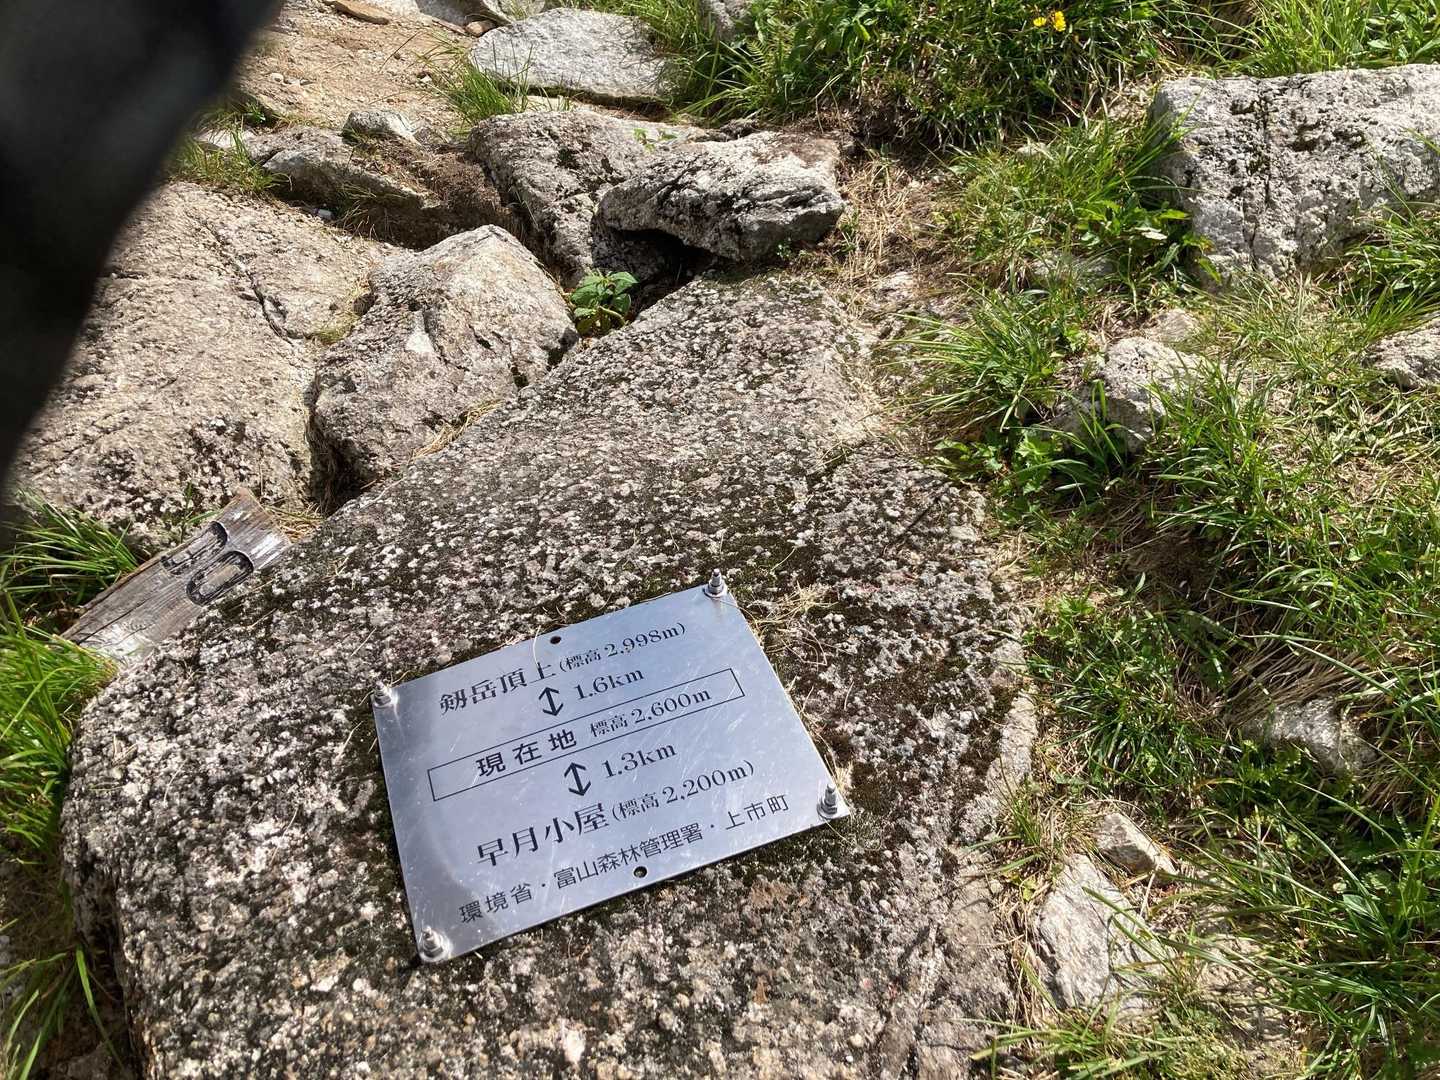 剱岳頂上(標高2,998m)
↕ 1.6km
現在地 標高2,600m
↕ 1.3km
早月小屋(標高2,200m)
環境省・富山森林管理署・上市町